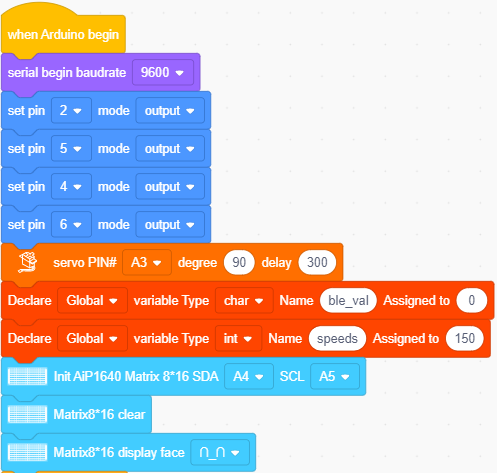 when Arduino begin
serial begin baudrate 9600
set pin 2 mode output
set pin 5 mode output
set pin 4 mode output
set pin 6 mode output
servo PIN# A3 degree 90 delay 300
Declare Global variable Type char Name ble_val Assigned to 0
Declare Global variable Type int Name speeds Assigned to 150
Init AiP1640 Matrix 8*16 SDA A4 SCL A5
Matrix8*16 clear
Matrix8*16 display face ∩_∩